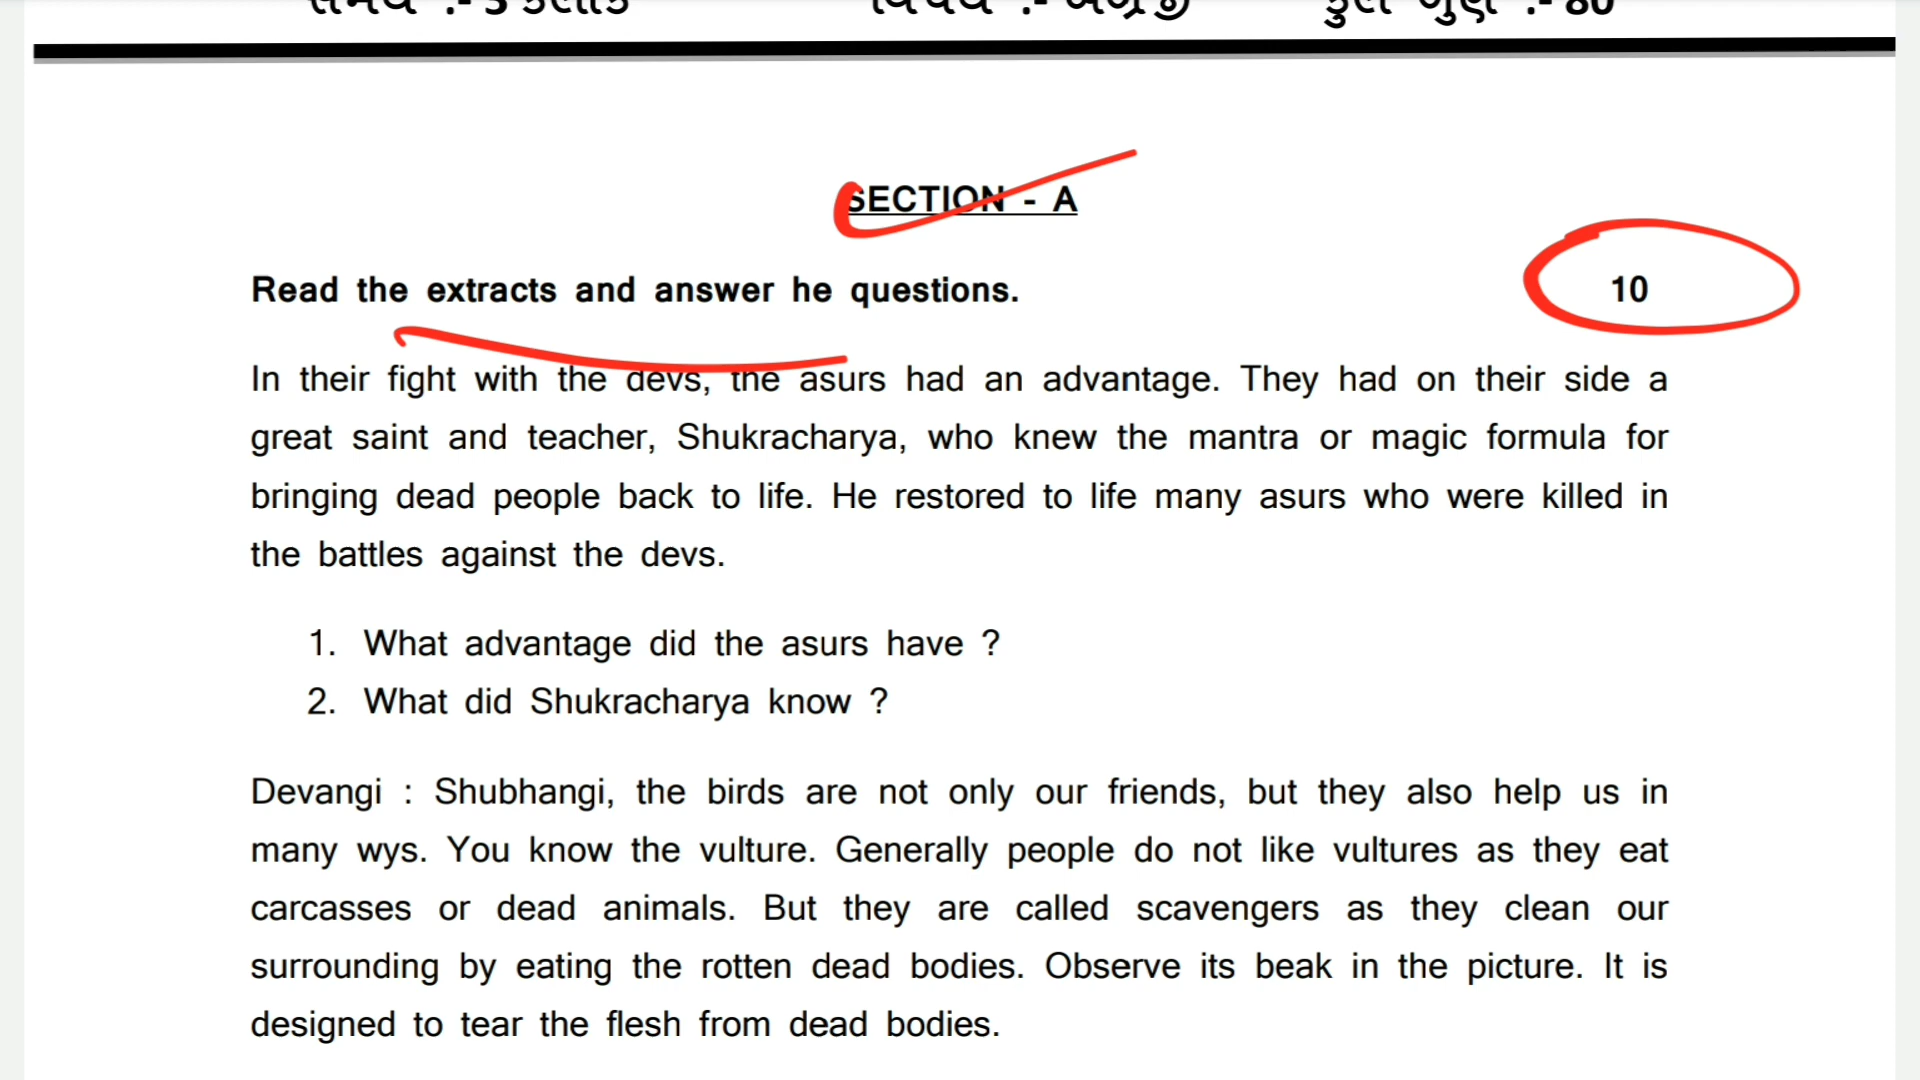 સમય :- 3 કલાક વિષય :- અંગ્રેજી કુલ ગુણ :- 80
SECTION - A
Read the extracts and answer he questions. 10
In their fight with the devs, the asurs had an advantage. They had on their side a
great saint and teacher, Shukracharya, who knew the mantra or magic formula for
bringing dead people back to life. He restored to life many asurs who were killed in
the battles against the devs.
1. What advantage did the asurs have ?
2. What did Shukracharya know ?
Devangi : Shubhangi, the birds are not only our friends, but they also help us in
many wys. You know the vulture. Generally people do not like vultures as they eat
carcasses or dead animals. But they are called scavengers as they clean our
surrounding by eating the rotten dead bodies. Observe its beak in the picture. It is
designed to tear the flesh from dead bodies.